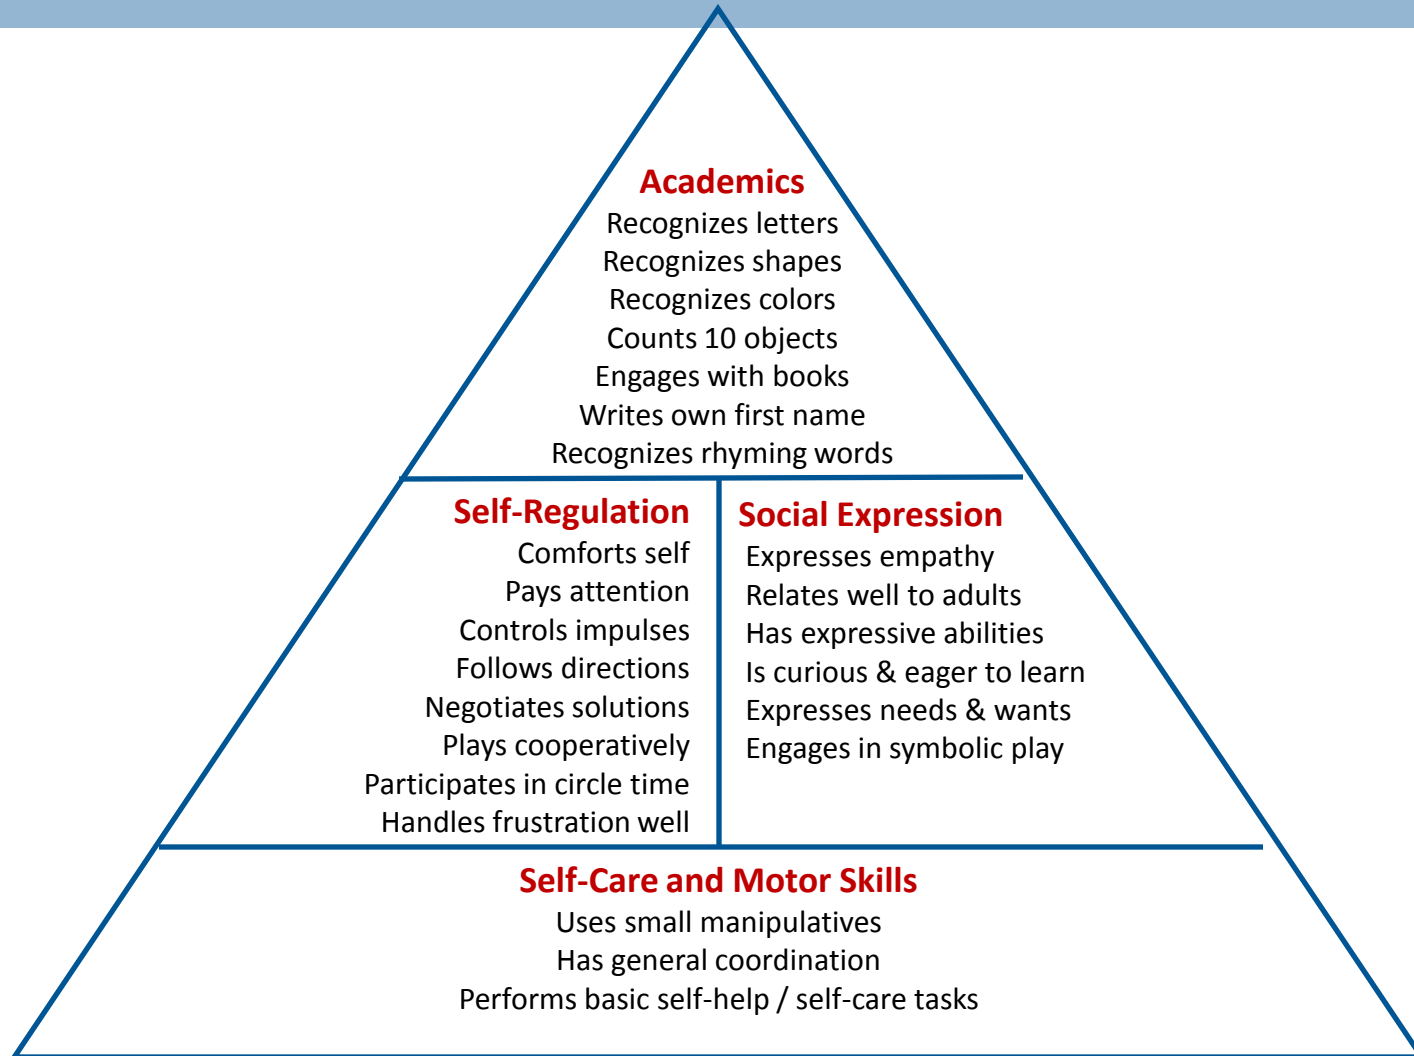 Academics
Recognizes letters
Recognizes shapes
Recognizes colors
Counts 10 objects
Engages with books
Writes own first name
Recognizes rhyming words
Self-Regulation
Comforts self
Pays attention
Controls impulses
Follows directions
Negotiates solutions
Plays cooperatively
Participates in circle time
Handles frustration well
Social Expression
Expresses empathy
Relates well to adults
Has expressive abilities
Is curious & eager to learn
Expresses needs & wants
Engages in symbolic play
Self-Care and Motor Skills
Uses small manipulatives
Has general coordination
Performs basic self-help / self-care tasks